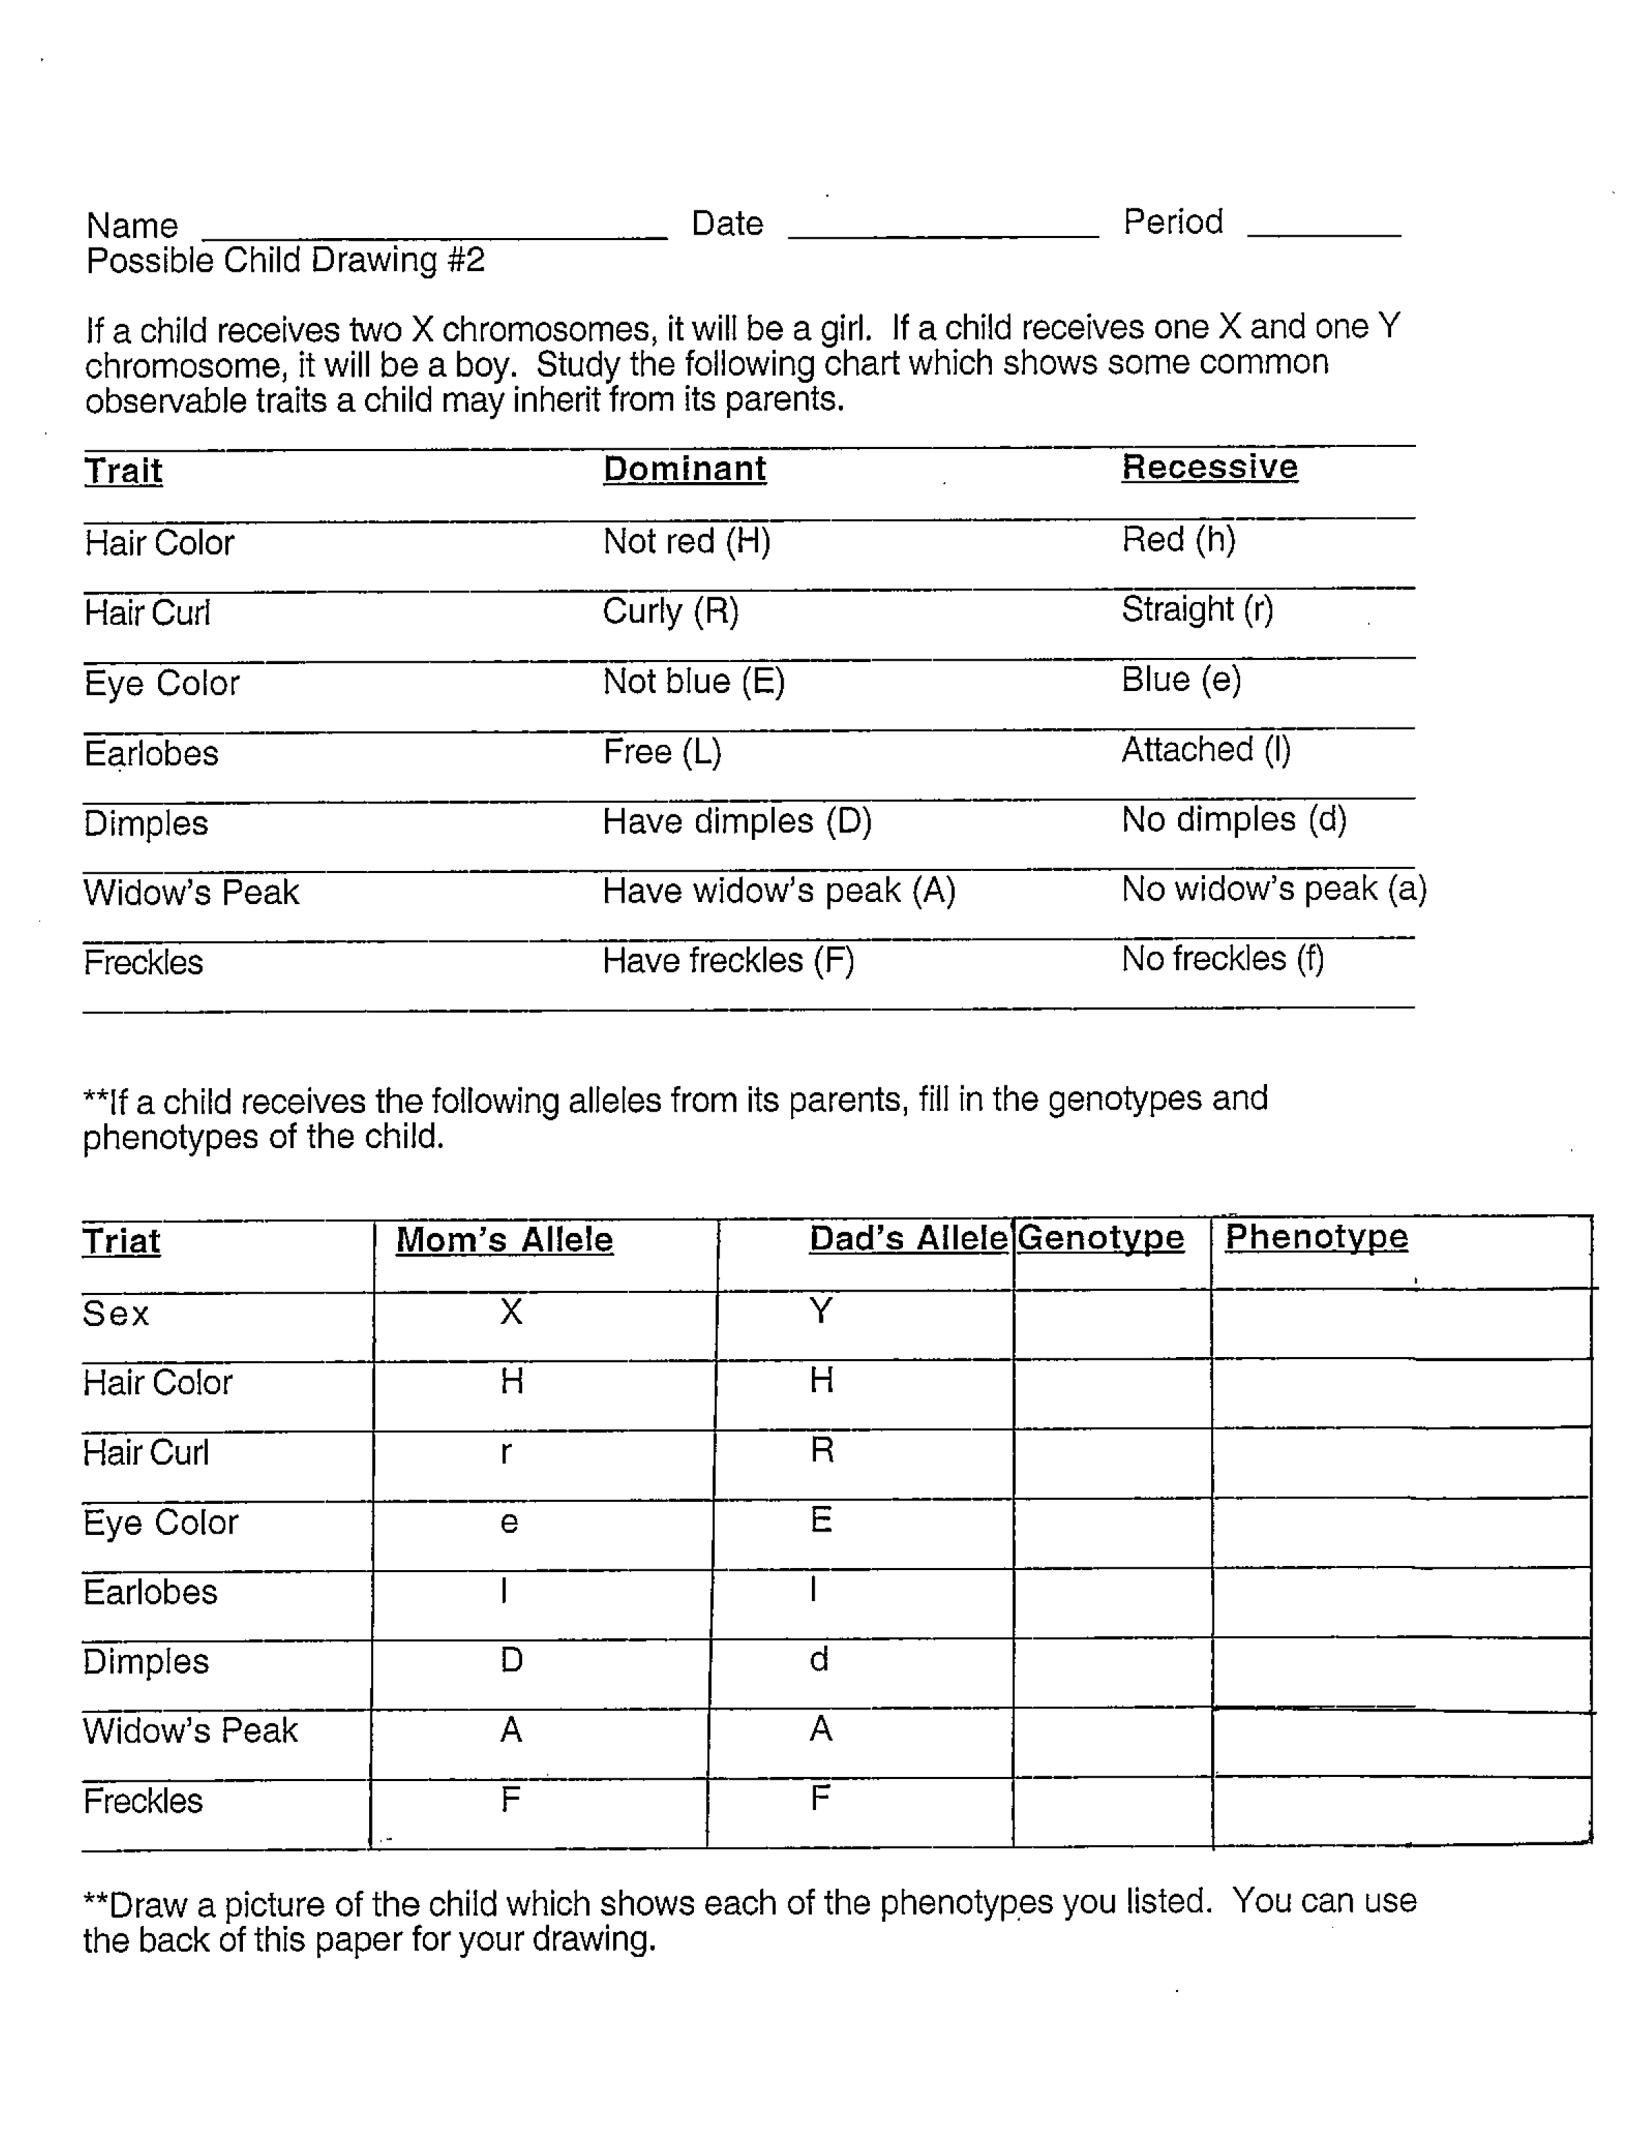 Name ____________ Date ____________ Period ______
Possible Child Drawing #2
If a child receives two X chromosomes, it will be a girl. If a child receives one X and one Y
chromosome, it will be a boy. Study the following chart which shows some common
observable traits a child may inherit from its parents.
Trait Dominant Recessive
Hair Color Not red (H) Red (h)
Hair Curl Curly (R) Straight (r)
Eye Color Not blue (E) Blue (e)
Earlobes Free (L) Attached (l)
Dimples Have dimples (D) No dimples (d)
Widow's Peak Have widow's peak (A) No widow's peak (a)
Freckles Have freckles (F) No freckles (f)
**If a child receives the following alleles from its parents, fill in the genotypes and
phenotypes of the child.
Triat Mom's Allele Dad's Allele Genotype Phenotype
Sex X Y
Hair Color H H
Hair Curl r R
Eye Color e E
Earlobes l l
Dimples D d
Widow's Peak A A
Freckles F F
**Draw a picture of the child which shows each of the phenotypes you listed. You can use
the back of this paper for your drawing.